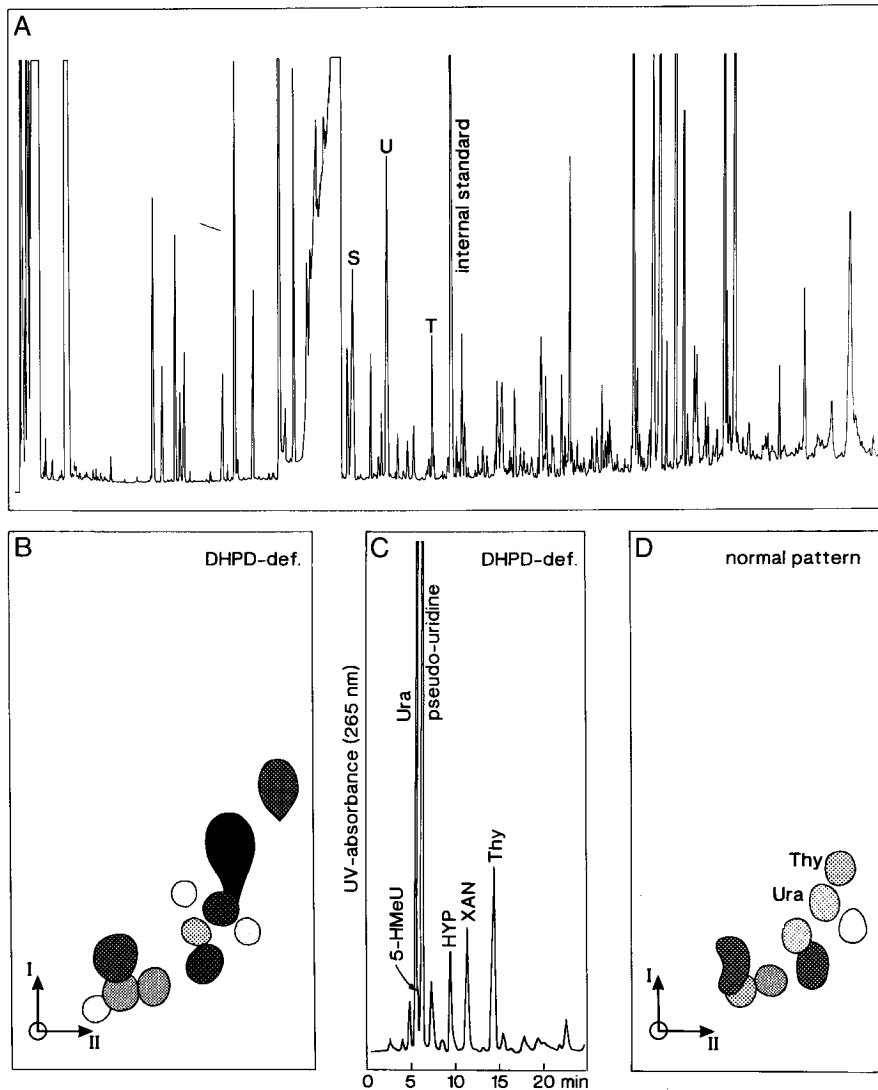 A
S
U
T
internal standard
B
DHPD-def.
I
II
C
DHPD-def.
UV-absorbance (265 nm)
5-HMeU
Ura
pseudo-uridine
HYP
XAN
Thy
0 5 10 15 20 min
D
normal pattern
Thy
Ura
I
II